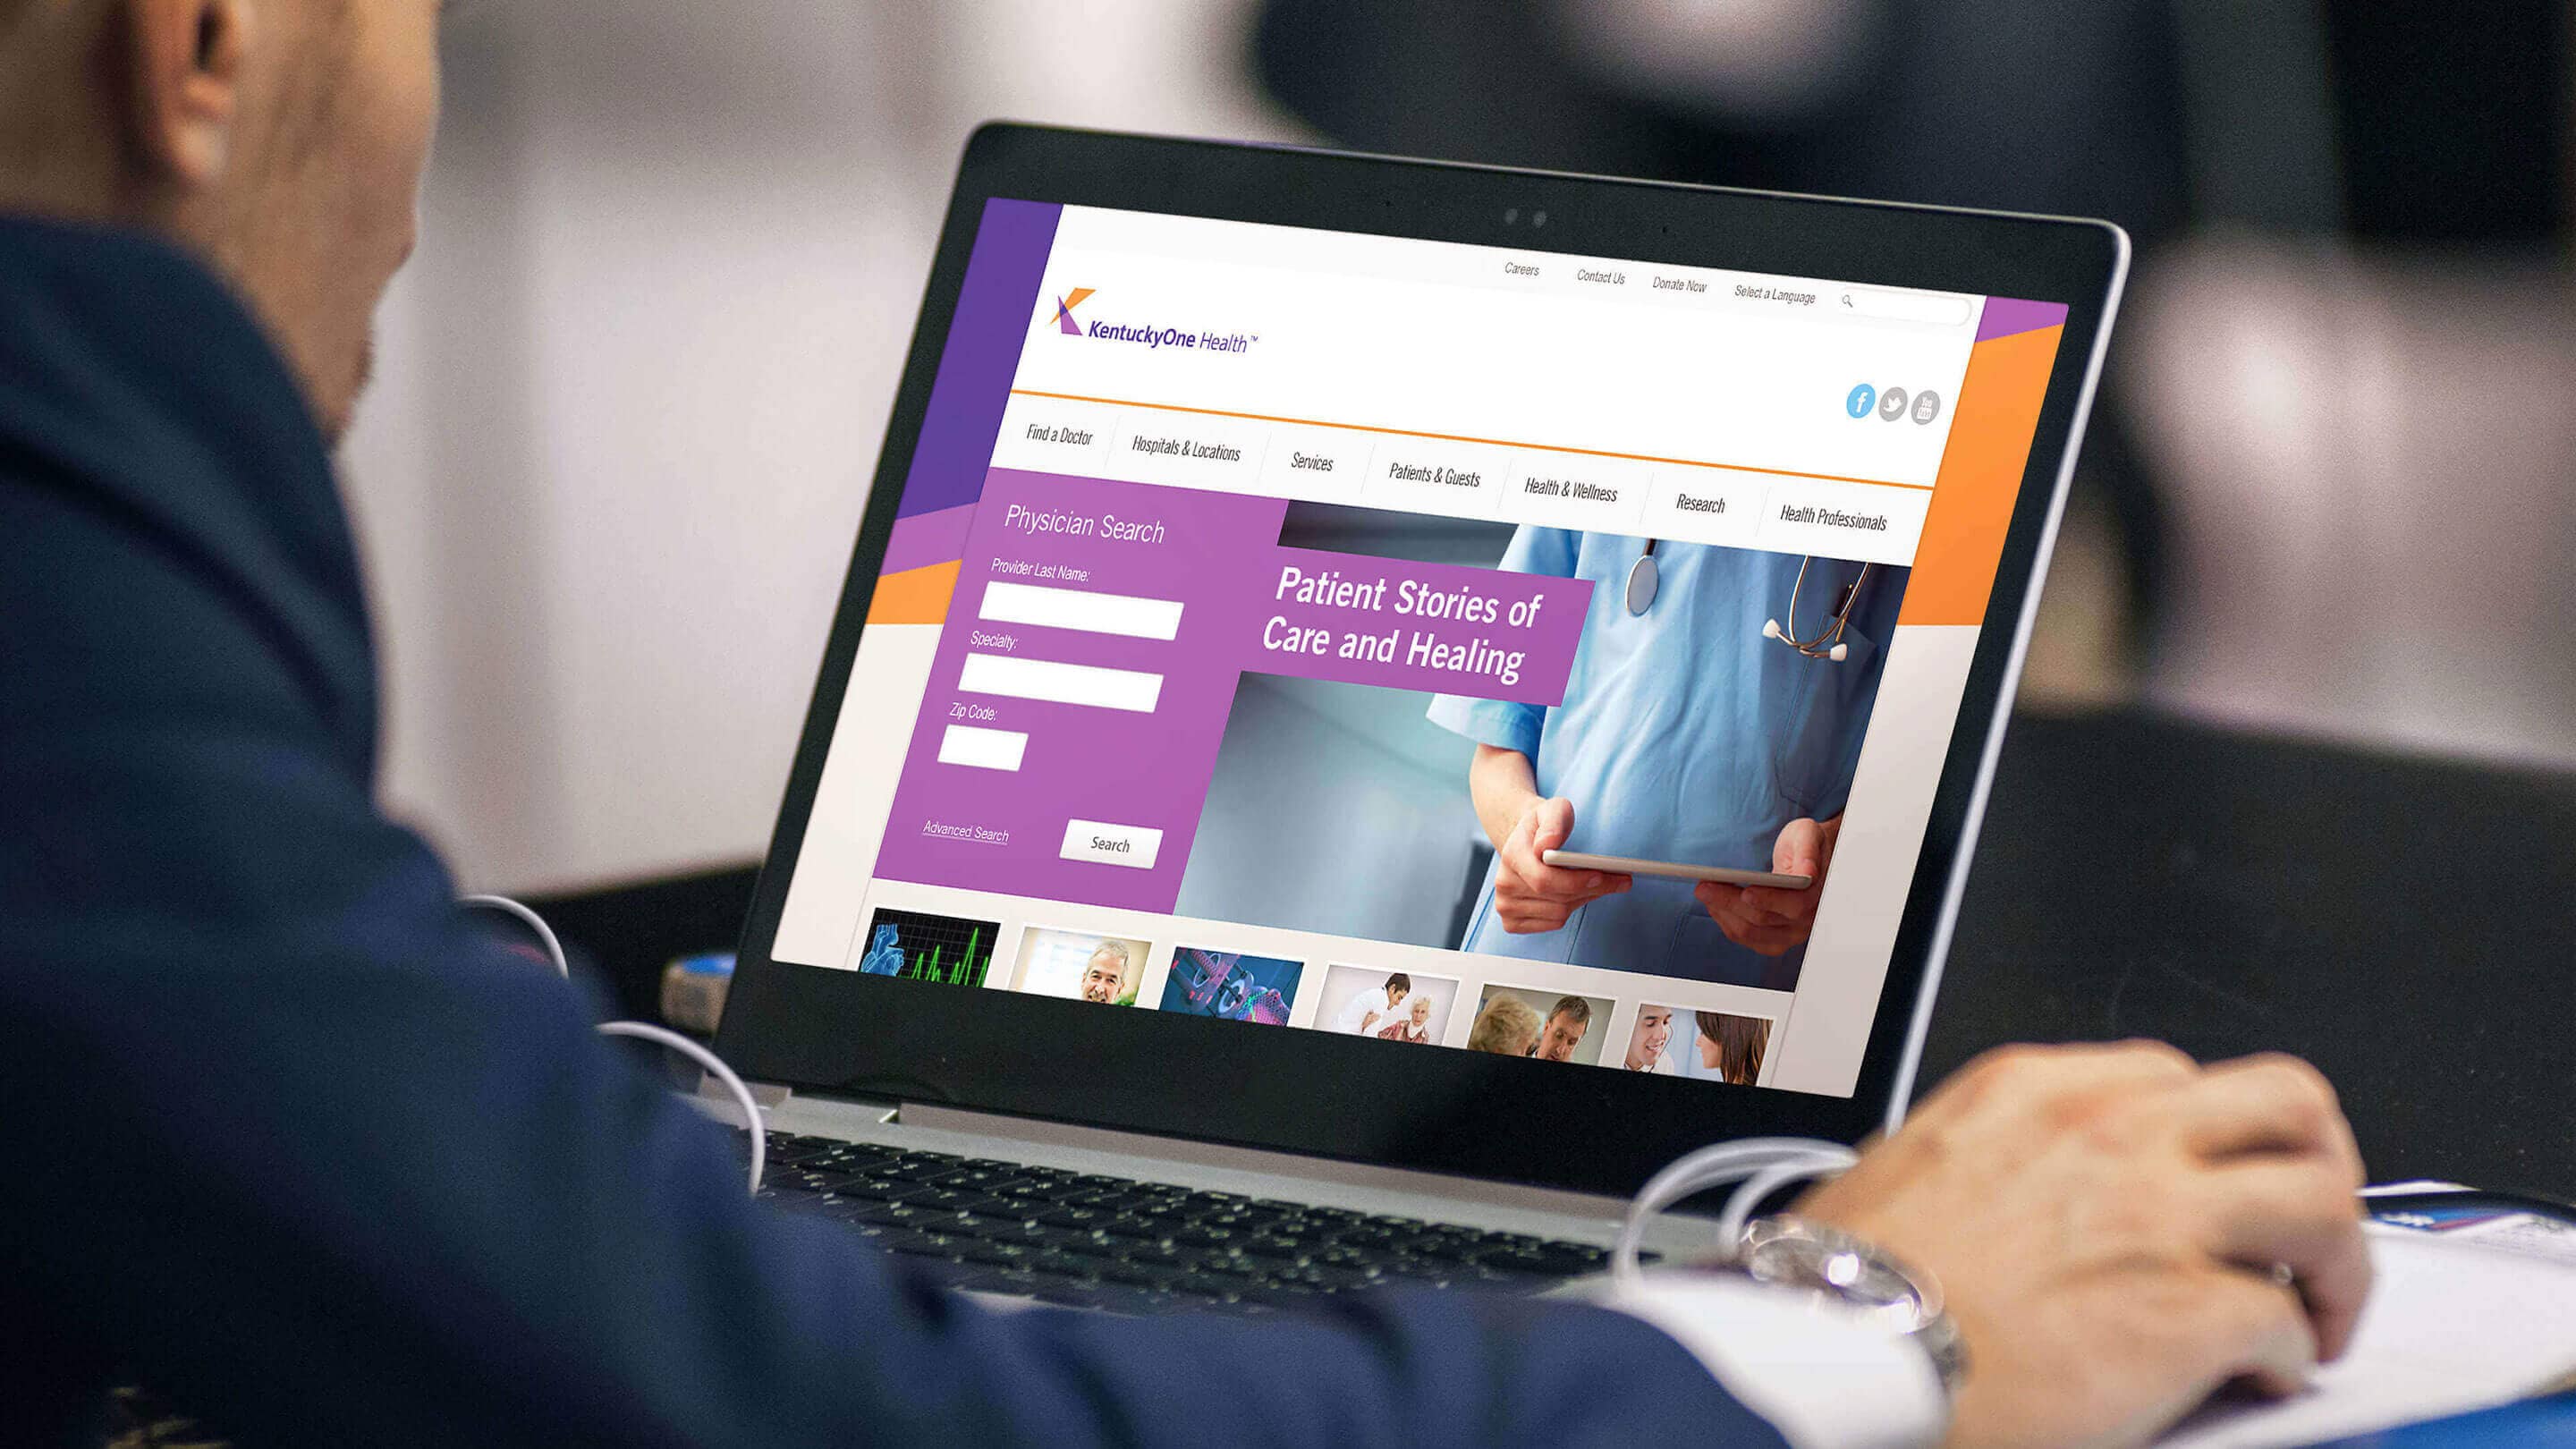 Careers
Contact Us
Donate Now
Select a Language
KentuckyOne Health™
Find a Doctor
Hospitals & Locations
Services
Patients & Guests
Health & Wellness
Research
Health Professionals
Physician Search
Provider Last Name:
Specialty:
Zip Code:
Advanced Search
Search
Patient Stories of
Care and Healing